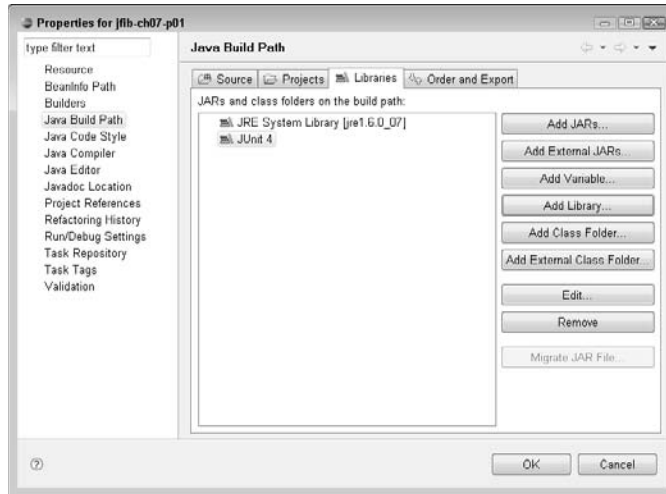 Properties for jfib-ch07-p01
type filter text
Resource
BeanInfo Path
Builders
Java Build Path
Java Code Style
Java Compiler
Java Editor
Javadoc Location
Project References
Refactoring History
Run/Debug Settings
Task Repository
Task Tags
Validation
Java Build Path
Source Projects Libraries Order and Export
JARs and class folders on the build path:
JRE System Library [jre1.6.0_07]
JUnit 4
Add JARs...
Add External JARs...
Add Variable...
Add Library...
Add Class Folder...
Add External Class Folder...
Edit...
Remove
Migrate JAR File...
OK Cancel